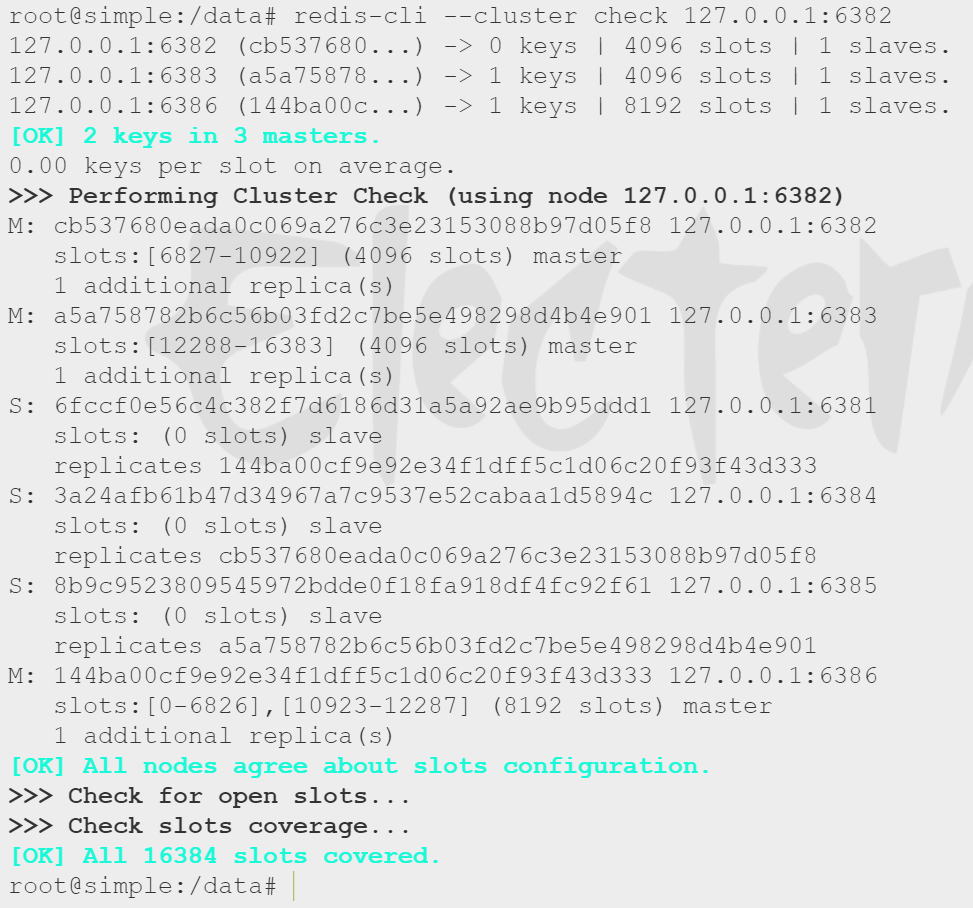 root@simple:/data# redis-cli --cluster check 127.0.0.1:6382
127.0.0.1:6382 (cb537680...) -> 0 keys | 4096 slots | 1 slaves.
127.0.0.1:6383 (a5a75878...) -> 1 keys | 4096 slots | 1 slaves.
127.0.0.1:6386 (144ba00c...) -> 1 keys | 8192 slots | 1 slaves.
[OK] 2 keys in 3 masters.
0.00 keys per slot on average.
>>> Performing Cluster Check (using node 127.0.0.1:6382)
M: cb537680eada0c069a276c3e23153088b97d05f8 127.0.0.1:6382
   slots:[6827-10922] (4096 slots) master
   1 additional replica(s)
M: a5a758782b6c56b03fd2c7be5e498298d4b4e901 127.0.0.1:6383
   slots:[12288-16383] (4096 slots) master
   1 additional replica(s)
S: 6fccf0e56c4c382f7d6186d31a5a92ae9b95ddd1 127.0.0.1:6381
   slots: (0 slots) slave
   replicates 144ba00cf9e92e34f1dff5c1d06c20f93f43d333
S: 3a24afb61b47d34967a7c9537e52cabaa1d5894c 127.0.0.1:6384
   slots: (0 slots) slave
   replicates cb537680eada0c069a276c3e23153088b97d05f8
S: 8b9c9523809545972bdde0f18fa918df4fc92f61 127.0.0.1:6385
   slots: (0 slots) slave
   replicates a5a758782b6c56b03fd2c7be5e498298d4b4e901
M: 144ba00cf9e92e34f1dff5c1d06c20f93f43d333 127.0.0.1:6386
   slots:[0-6826],[10923-12287] (8192 slots) master
   1 additional replica(s)
[OK] All nodes agree about slots configuration.
>>> Check for open slots...
>>> Check slots coverage...
[OK] All 16384 slots covered.
root@simple:/data#
Electer